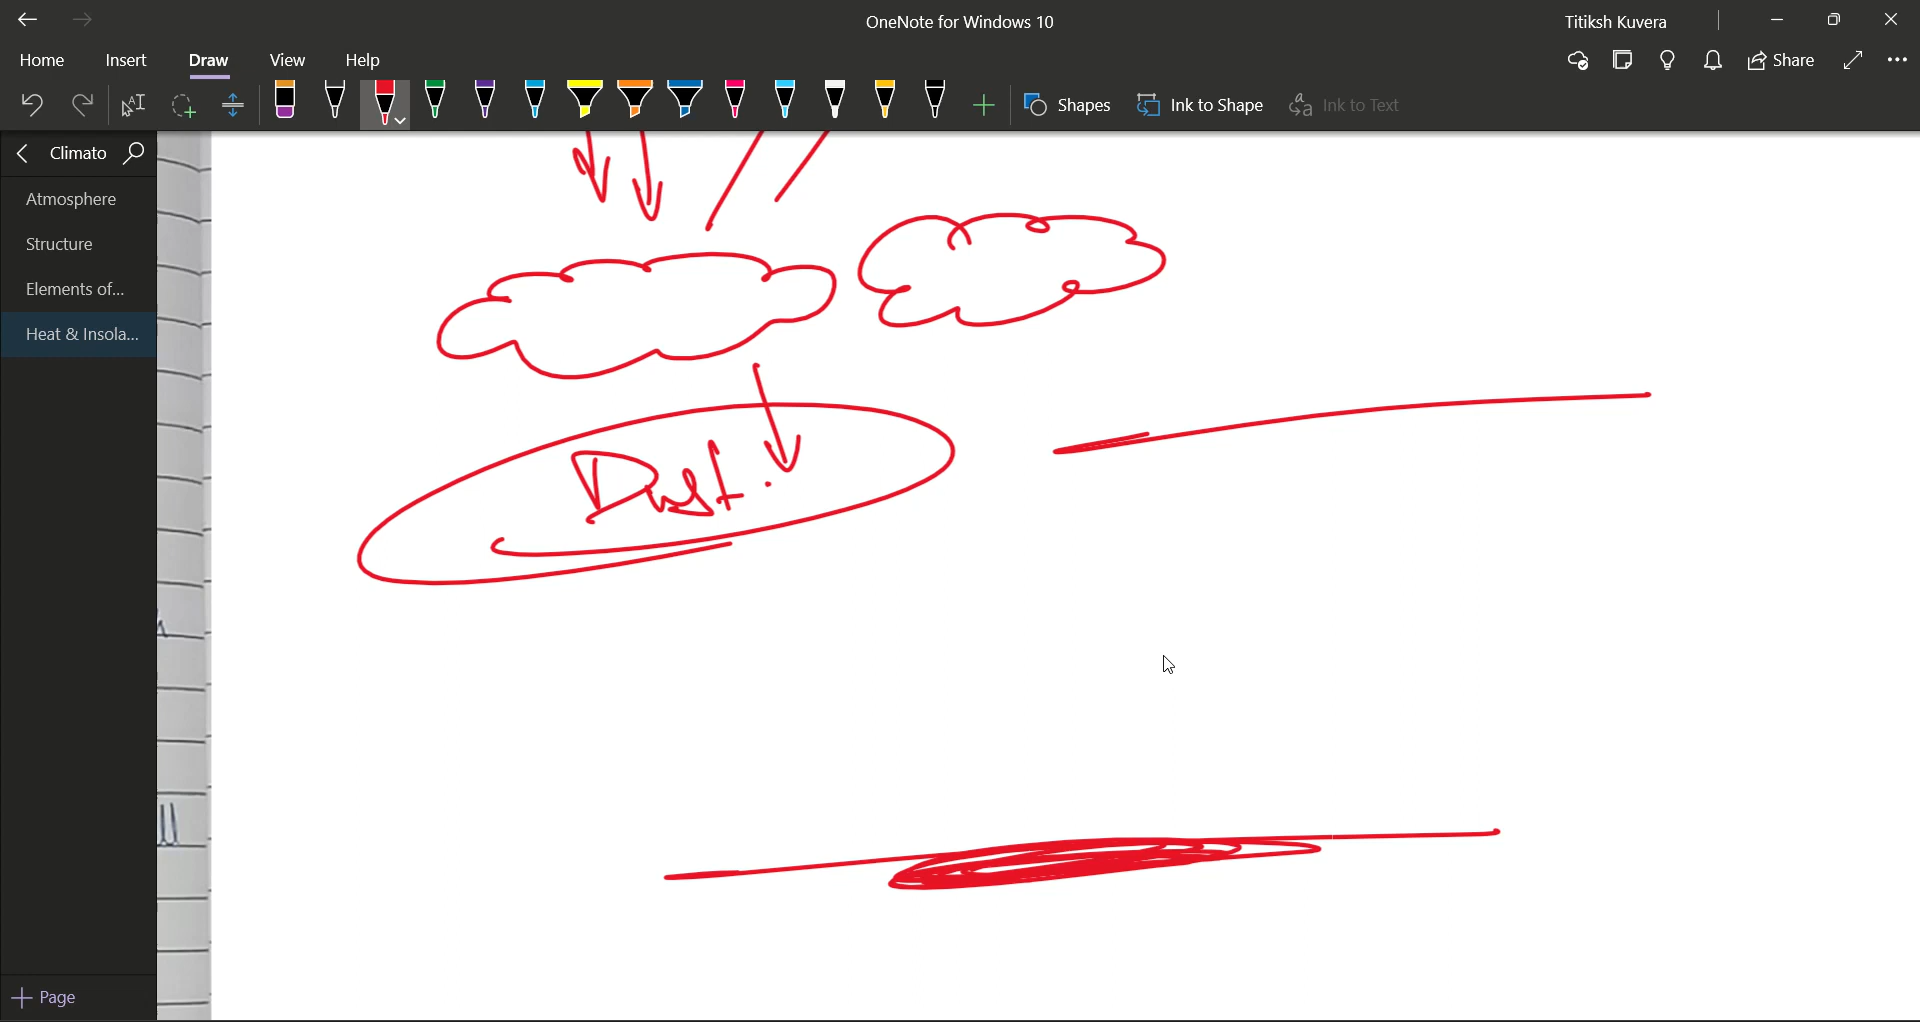 OneNote for Windows 10
Titiksh Kuvera
Home Insert Draw View Help
Share
Shapes Ink to Shape Ink to Text
Climato
Atmosphere
Structure
Elements of...
Heat & Insola...
Dust.
Page